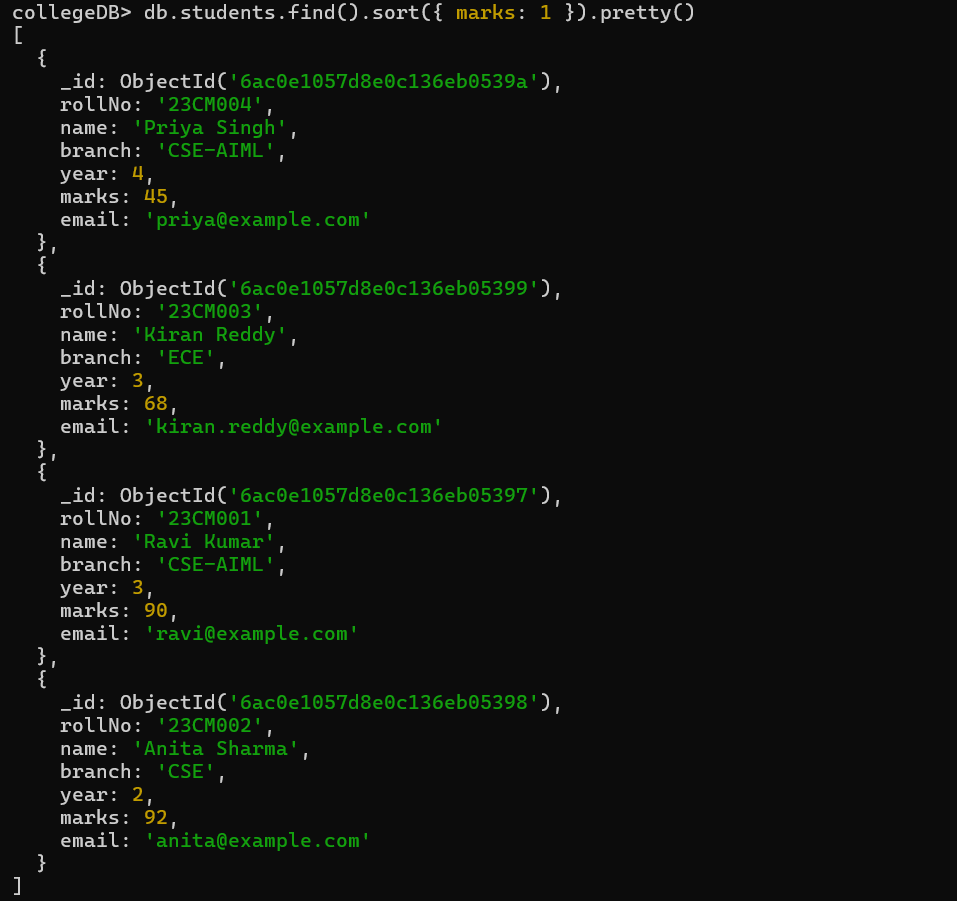 collegeDB> db.students.find().sort({ marks: 1 }).pretty()
[
  {
    _id: ObjectId('6ac0e1057d8e0c136eb0539a'),
    rollNo: '23CM004',
    name: 'Priya Singh',
    branch: 'CSE-AIML',
    year: 4,
    marks: 45,
    email: 'priya@example.com'
  },
  {
    _id: ObjectId('6ac0e1057d8e0c136eb05399'),
    rollNo: '23CM003',
    name: 'Kiran Reddy',
    branch: 'ECE',
    year: 3,
    marks: 68,
    email: 'kiran.reddy@example.com'
  },
  {
    _id: ObjectId('6ac0e1057d8e0c136eb05397'),
    rollNo: '23CM001',
    name: 'Ravi Kumar',
    branch: 'CSE-AIML',
    year: 3,
    marks: 90,
    email: 'ravi@example.com'
  },
  {
    _id: ObjectId('6ac0e1057d8e0c136eb05398'),
    rollNo: '23CM002',
    name: 'Anita Sharma',
    branch: 'CSE',
    year: 2,
    marks: 92,
    email: 'anita@example.com'
  }
]